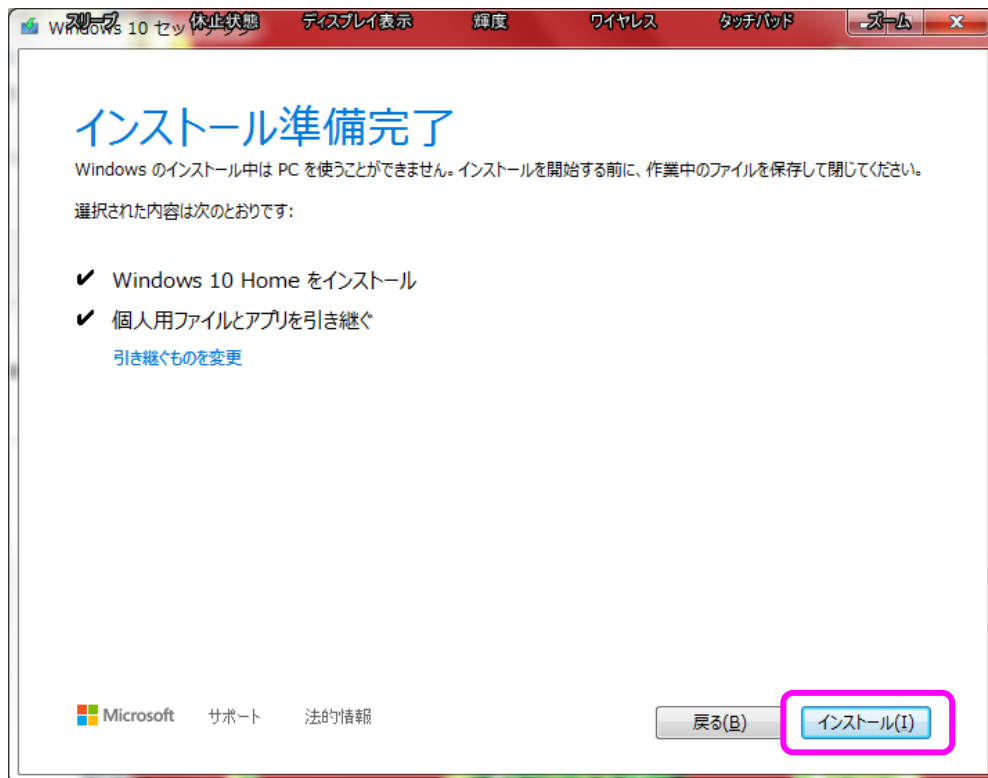 スリープ 休止状態 ディスプレイ表示 輝度 ワイヤレス タッチパッド ズーム
Windows 10 セットアップ
インストール準備完了
Windows のインストール中は PC を使うことができません。インストールを開始する前に、作業中のファイルを保存して閉じてください。
選択された内容は次のとおりです:
✔ Windows 10 Home をインストール
✔ 個人用ファイルとアプリを引き継ぐ
引き継ぐものを変更
Microsoft サポート 法的情報 戻る(B) インストール(I)